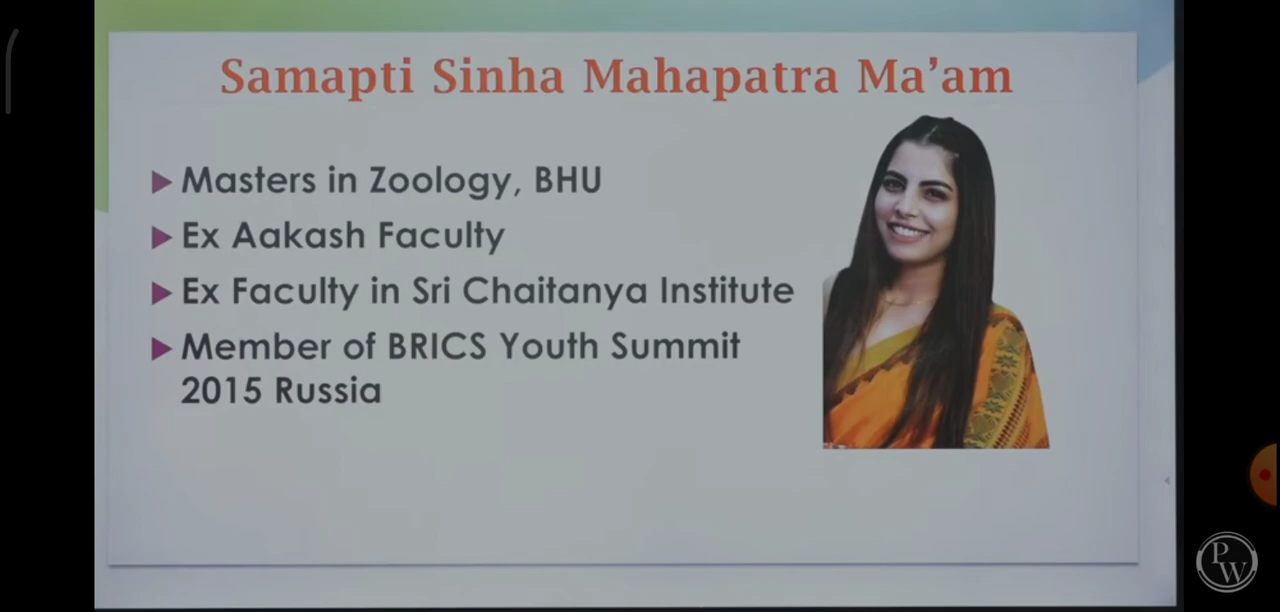 Samapti Sinha Mahapatra Ma’am
Masters in Zoology, BHU
Ex Aakash Faculty
Ex Faculty in Sri Chaitanya Institute
Member of BRICS Youth Summit
2015 Russia
PW